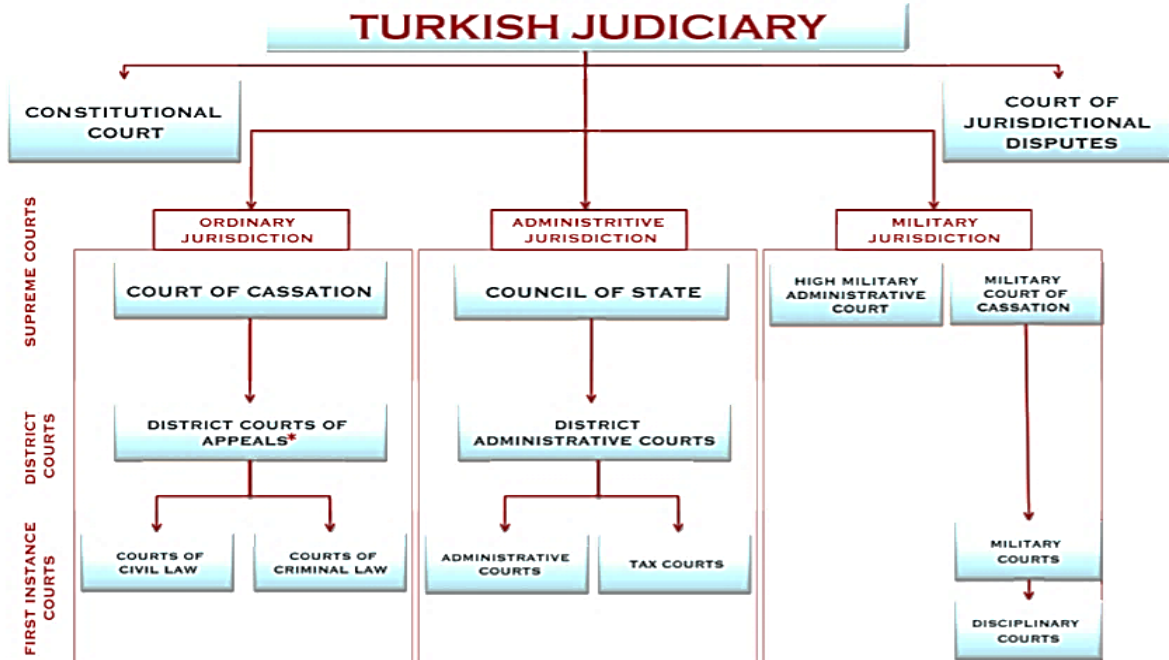 TURKISH JUDICIARY
CONSTITUTIONAL
COURT
COURT OF
JURISDICTIONAL
DISPUTES
SUPREME COURTS
ORDINARY
JURISDICTION
ADMINISTRITIVE
JURISDICTION
MILITARY
JURISDICTION
COURT OF CASSATION
COUNCIL OF STATE
HIGH MILITARY
ADMINISTRATIVE
COURT
MILITARY
COURT OF
CASSATION
DISTRICT
COURTS
DISTRICT COURTS OF
APPEALS*
DISTRICT
ADMINISTRATIVE COURTS
FIRST INSTANCE
COURTS
COURTS OF
CIVIL LAW
COURTS OF
CRIMINAL LAW
ADMINISTRATIVE
COURTS
TAX COURTS
MILITARY
COURTS
DISCIPLINARY
COURTS